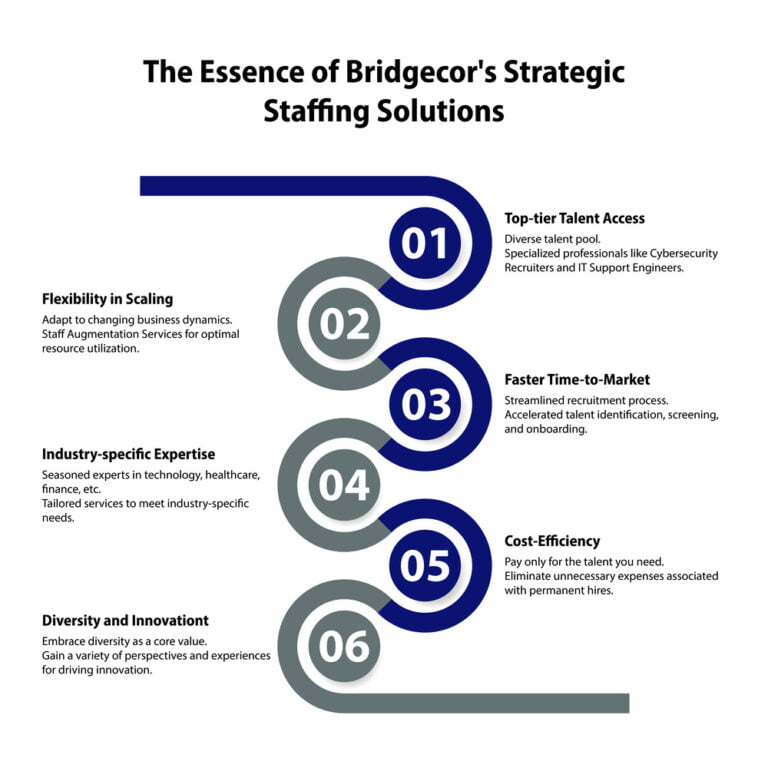 The Essence of Bridgecor's Strategic
Staffing Solutions
01
Top-tier Talent Access
Diverse talent pool.
Specialized professionals like Cybersecurity
Recruiters and IT Support Engineers.
Flexibility in Scaling
Adapt to changing business dynamics.
Staff Augmentation Services for optimal
resource utilization.
02
03
Faster Time-to-Market
Streamlined recruitment process.
Accelerated talent identification, screening,
and onboarding.
Industry-specific Expertise
Seasoned experts in technology, healthcare,
finance, etc.
Tailored services to meet industry-specific
needs.
04
05
Cost-Efficiency
Pay only for the talent you need.
Eliminate unnecessary expenses associated
with permanent hires.
Diversity and Innovationt
Embrace diversity as a core value.
Gain a variety of perspectives and experiences
for driving innovation.
06